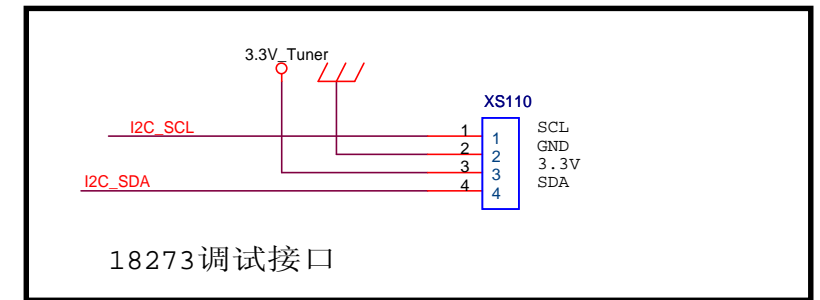 3.3V_Tuner
XS110
I2C_SCL 1 1 SCL
2 2 GND
3 3 3.3V
I2C_SDA 4 4 SDA
18273调试接口